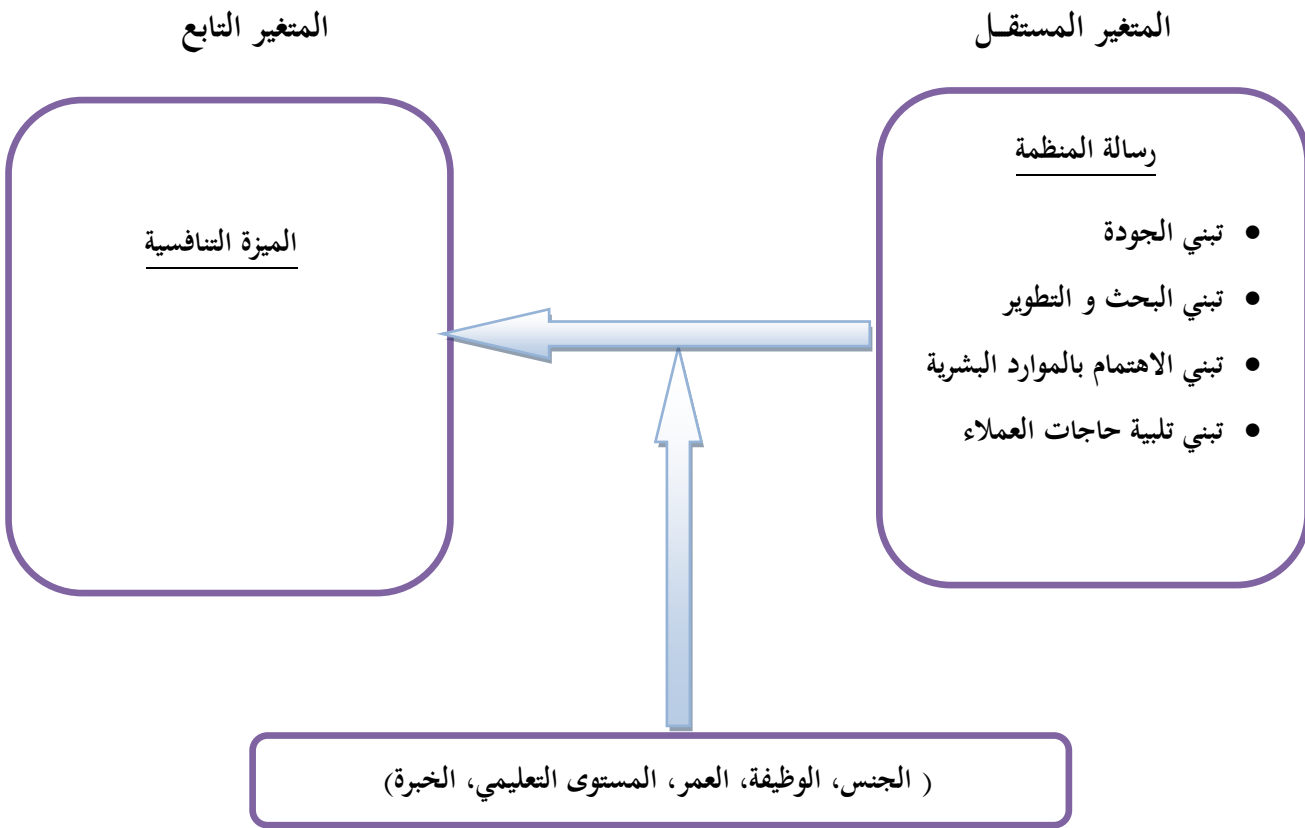 المتغير المستقــل
المتغير التابع
رسالة المنظمة
• تبني الجودة
• تبني البحث و التطوير
• تبني الاهتمام بالموارد البشرية
• تبني تلبية حاجات العملاء
الميزة التنافسية
( الجنس، الوظيفة، العمر، المستوى التعليمي، الخبرة)